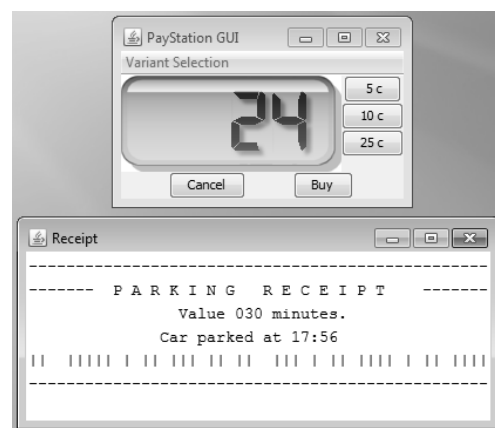 PayStation GUI
Variant Selection
24
5 c
10 c
25 c
Cancel Buy
Receipt
--------------------------------------------------
------- P A R K I N G  R E C E I P T -------
Value 030 minutes.
Car parked at 17:56
|| ||||| | || ||| || || ||| | || |||| | || ||||
--------------------------------------------------